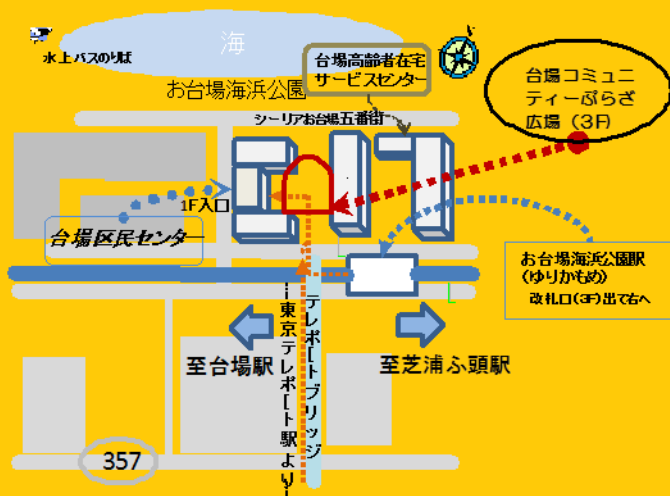 海
水上バスのりば
お台場海浜公園
台場高齢者在宅
サービスセンター
台場コミュニ
ティーぷらざ
広場（3F）
シーリアお台場五番街
1F入口
台場区民センター
お台場海浜公園駅
(ゆりかもめ)
改札口(3F)出て右へ
至台場駅
東京テレポート駅より
テレポートブリッジ
至芝浦ふ頭駅
357